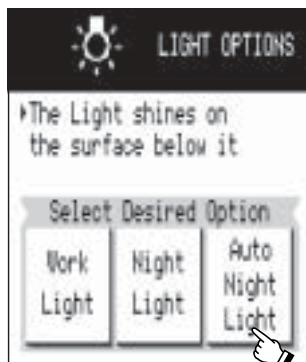 LIGHT OPTIONS
The Light shines on
the surface below it
Select Desired Option
Work
Light
Night
Light
Auto
Night
Light